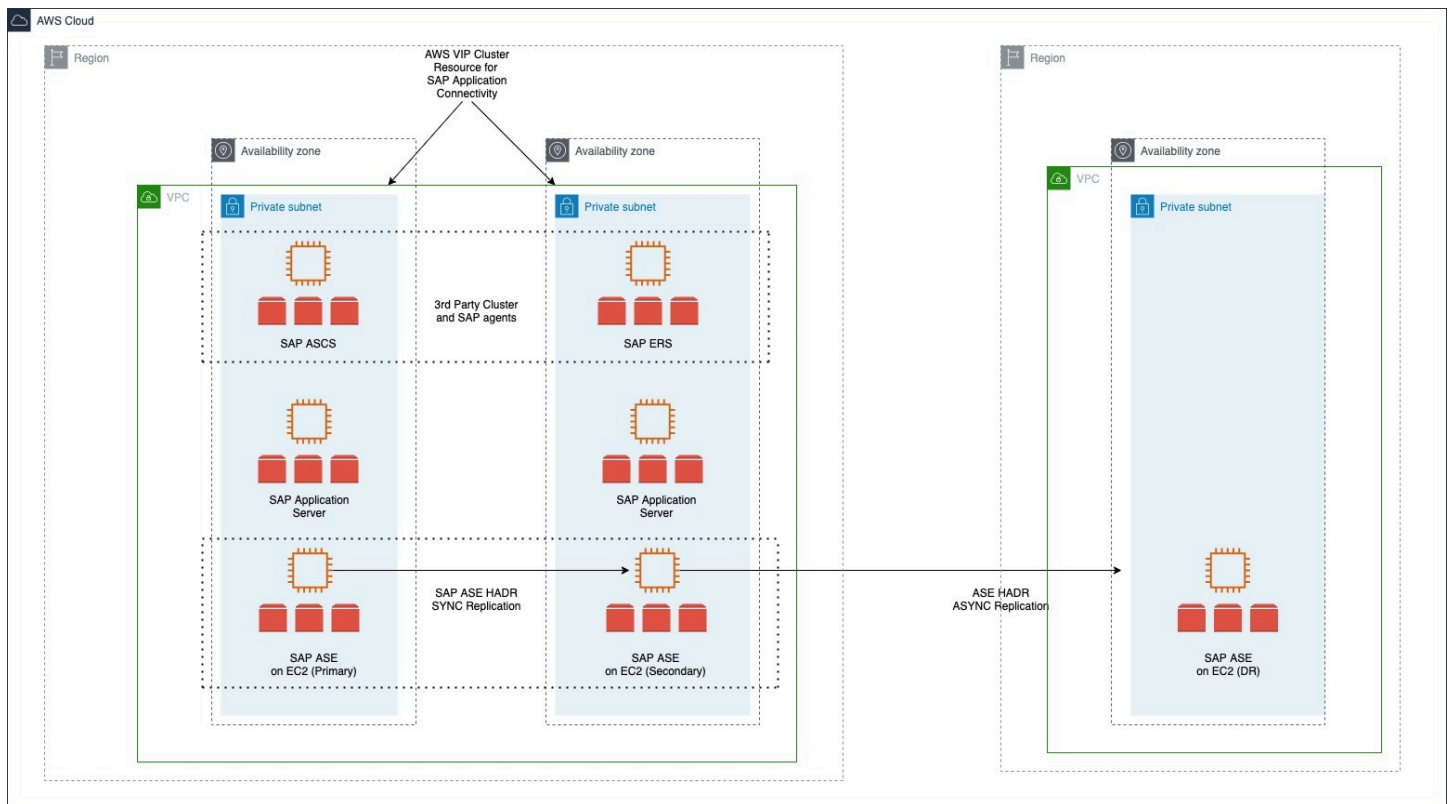 AWS Cloud
Region
AWS VIP Cluster
Resource for
SAP Application
Connectivity
Region
Availability zone
Availability zone
Availability zone
VPC
VPC
Private subnet
Private subnet
Private subnet
3rd Party Cluster
and SAP agents
SAP ASCS
SAP ERS
SAP Application
Server
SAP Application
Server
SAP ASE HADR
SYNC Replication
ASE HADR
ASYNC Replication
SAP ASE
on EC2 (Primary)
SAP ASE
on EC2 (Secondary)
SAP ASE
on EC2 (DR)